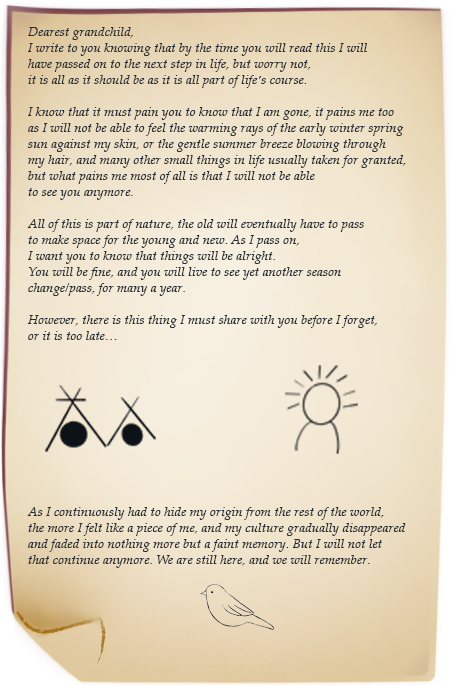 Dearest grandchild,
I write to you knowing that by the time you will read this I will
have passed on to the next step in life, but worry not,
it is all as it should be as it is all part of life's course.
I know that it must pain you to know that I am gone, it pains me too
as I will not be able to feel the warming rays of the early winter spring
sun against my skin, or the gentle summer breeze blowing through
my hair, and many other small things in life usually taken for granted,
but what pains me most of all is that I will not be able
to see you anymore.
All of this is part of nature, the old will eventually have to pass
to make space for the young and new. As I pass on,
I want you to know that things will be alright.
You will be fine, and you will live to see yet another season
change/pass, for many a year.
However, there is this thing I must share with you before I forget,
or it is too late…
As I continuously had to hide my origin from the rest of the world,
the more I felt like a piece of me, and my culture gradually disappeared
and faded into nothing more but a faint memory. But I will not let
that continue anymore. We are still here, and we will remember.